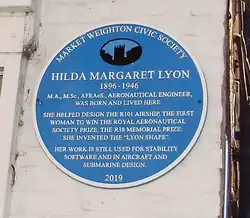 MARKET WEIGHTON CIVIC SOCIETY
HILDA MARGARET LYON
1896-1946
M.A., M.Sc., AFRAeS., AERONAUTICAL ENGINEER,
WAS BORN AND LIVED HERE
SHE HELPED DESIGN THE R101 AIRSHIP, THE FIRST
WOMAN TO WIN THE ROYAL AERONAUTICAL
SOCIETY PRIZE, THE R38 MEMORIAL PRIZE.
SHE INVENTED THE "LYON SHAPE".
HER WORK IS STILL USED FOR STABILITY,
SOFTWARE AND IN AIRCRAFT AND
SUBMARINE DESIGN.
2019